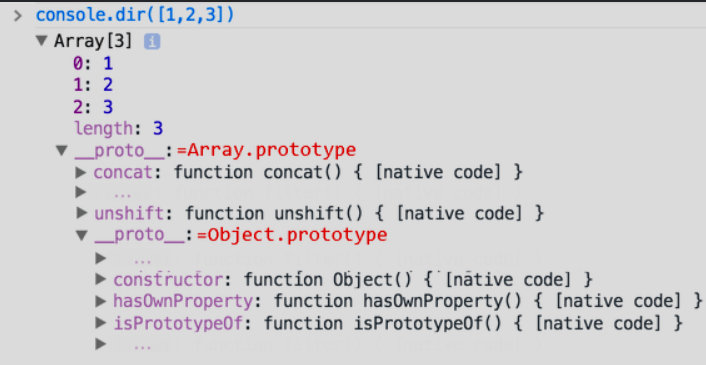 > console.dir([1,2,3])
▼ Array[3] i
0: 1
1: 2
2: 3
length: 3
▼ __proto__:=Array.prototype
▶ concat: function concat() { [native code] }
▶ ...
▶ unshift: function unshift() { [native code] }
▼ __proto__:=Object.prototype
▶ ...
▶ constructor: function Object() { [native code] }
▶ hasOwnProperty: function hasOwnProperty() { [native code] }
▶ isPrototypeOf: function isPrototypeOf() { [native code] }
▶ ...